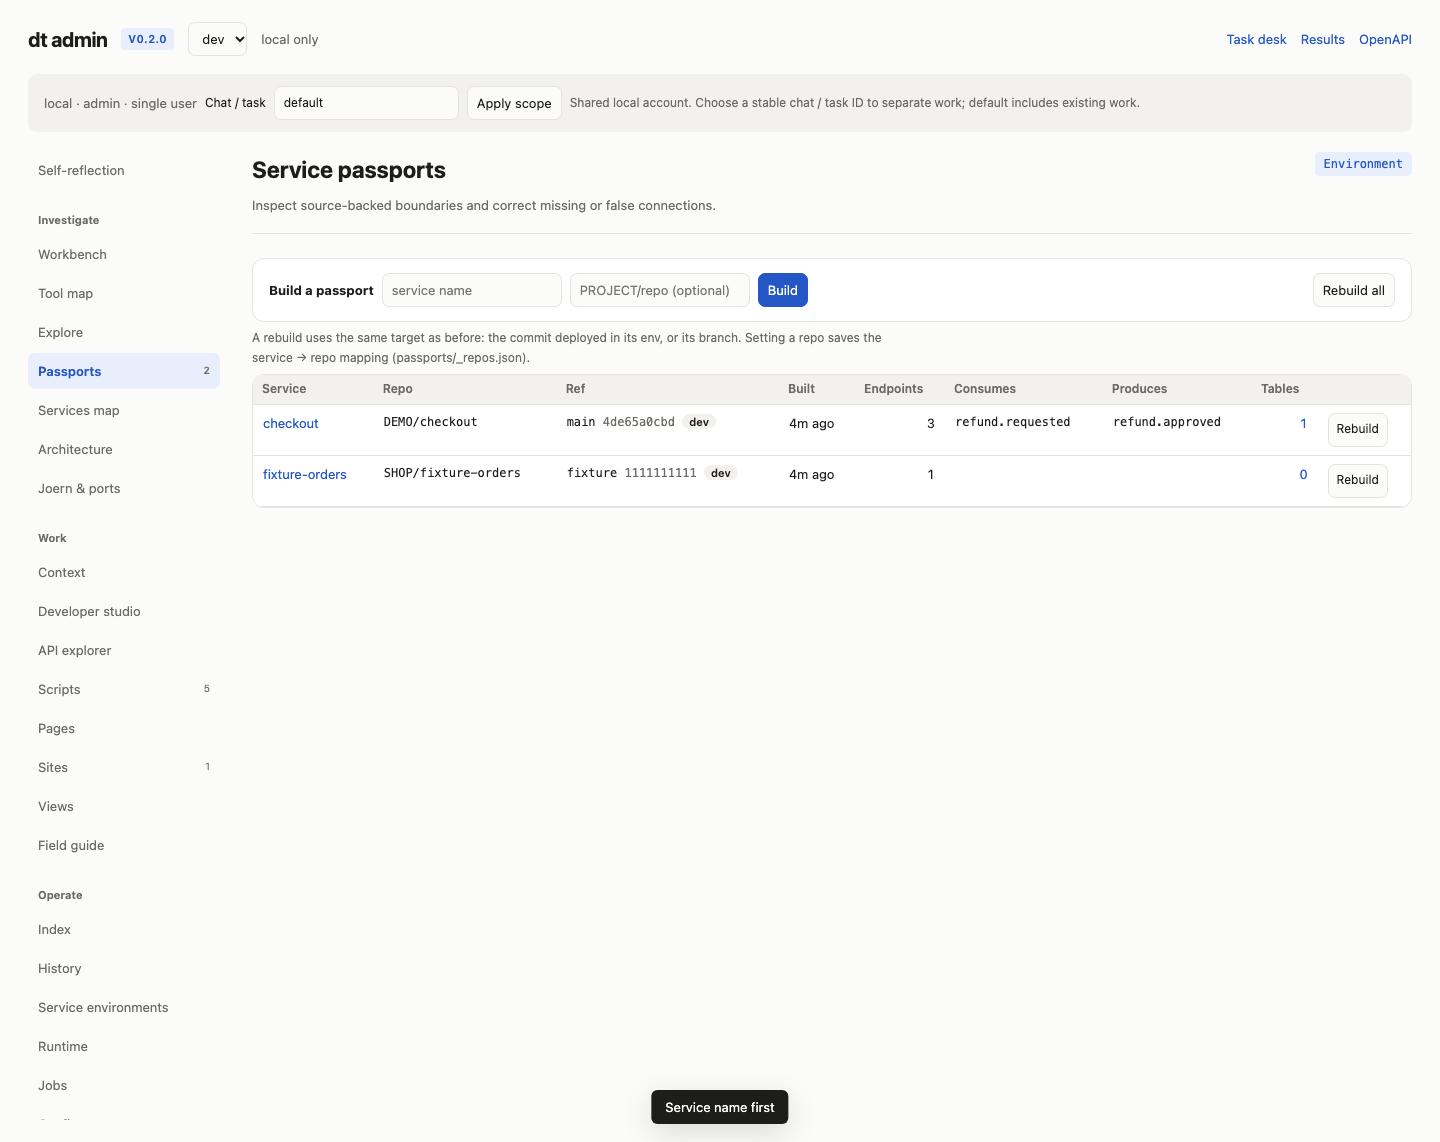 dt admin V0.2.0 dev local only Task desk Results OpenAPI
local · admin · single user Chat / task default Apply scope Shared local account. Choose a stable chat / task ID to separate work; default includes existing work.
Self-reflection
Investigate
Workbench
Tool map
Explore
Passports 2
Services map
Architecture
Joern & ports
Work
Context
Developer studio
API explorer
Scripts 5
Pages
Sites 1
Views
Field guide
Operate
Index
History
Service environments
Runtime
Jobs
Service passports Environment
Inspect source-backed boundaries and correct missing or false connections.
Build a passport service name PROJECT/repo (optional) Build Rebuild all
A rebuild uses the same target as before: the commit deployed in its env, or its branch. Setting a repo saves the
service → repo mapping (passports/_repos.json).
Service Repo Ref Built Endpoints Consumes Produces Tables
checkout DEMO/checkout main 4de65a0cbd dev 4m ago 3 refund.requested refund.approved 1 Rebuild
fixture-orders SHOP/fixture-orders fixture 1111111111 dev 4m ago 1 0 Rebuild
Service name first